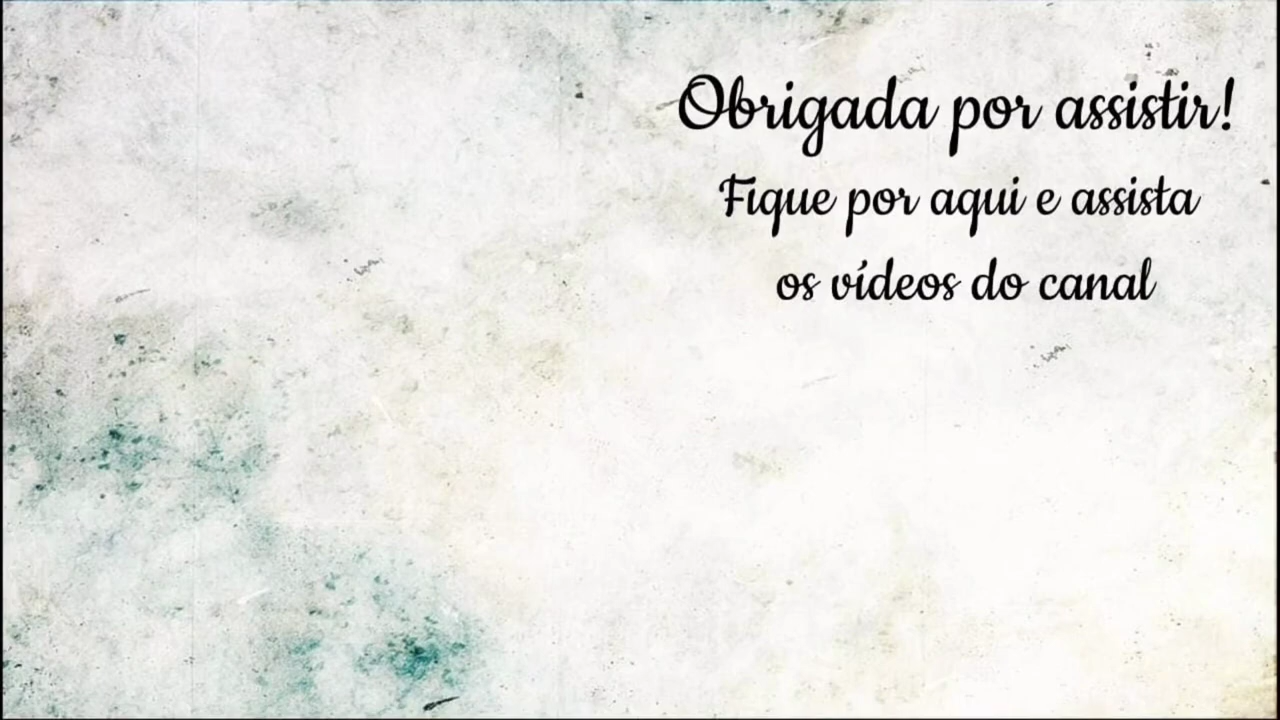 Obrigada por assistir!
Fique por aqui e assista
os vídeos do canal